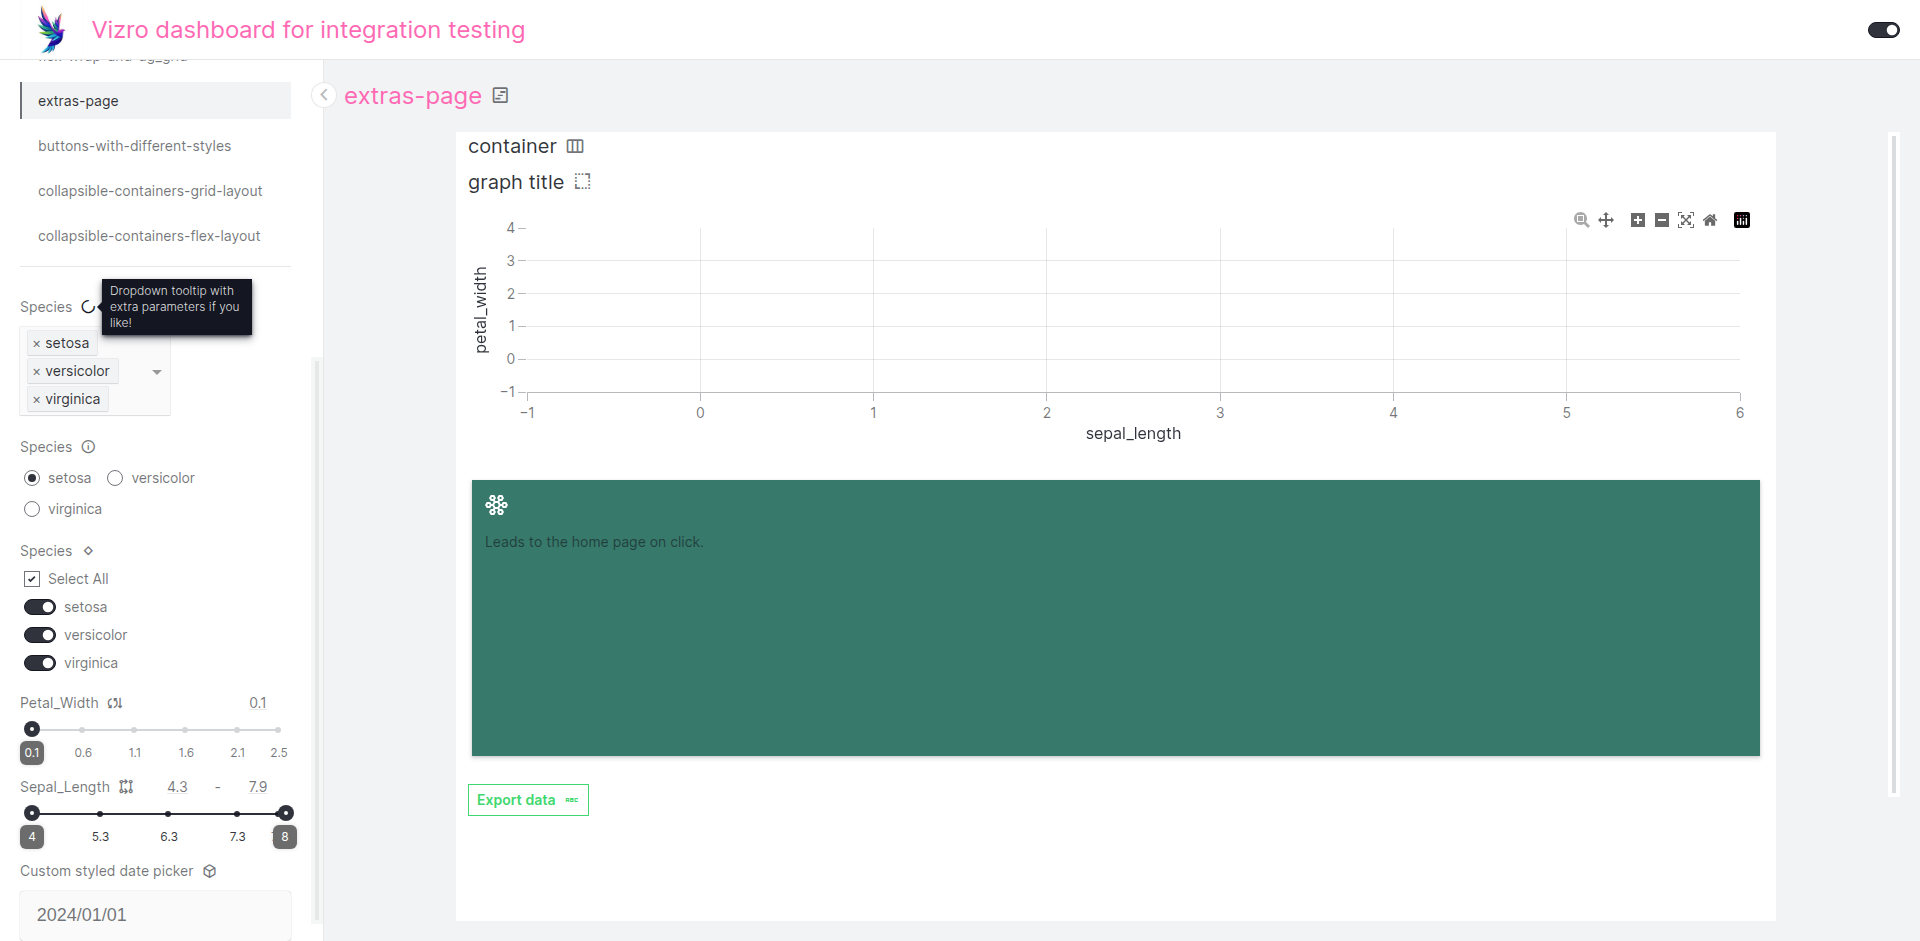 Vizro dashboard for integration testing
extras-page
buttons-with-different-styles
collapsible-containers-grid-layout
collapsible-containers-flex-layout
Species
Dropdown tooltip with
extra parameters if you
like!
× setosa
× versicolor
× virginica
Species
setosa
versicolor
virginica
Species
Select All
setosa
versicolor
virginica
Petal_Width
0.1
0.1 0.6 1.1 1.6 2.1 2.5
Sepal_Length
4.3 - 7.9
4 5.3 6.3 7.3 8
Custom styled date picker
2024/01/01
extras-page
container
graph title
petal_width
4
3
2
1
0
−1
−1 0 1 2 3 4 5 6
sepal_length
Leads to the home page on click.
Export data REC